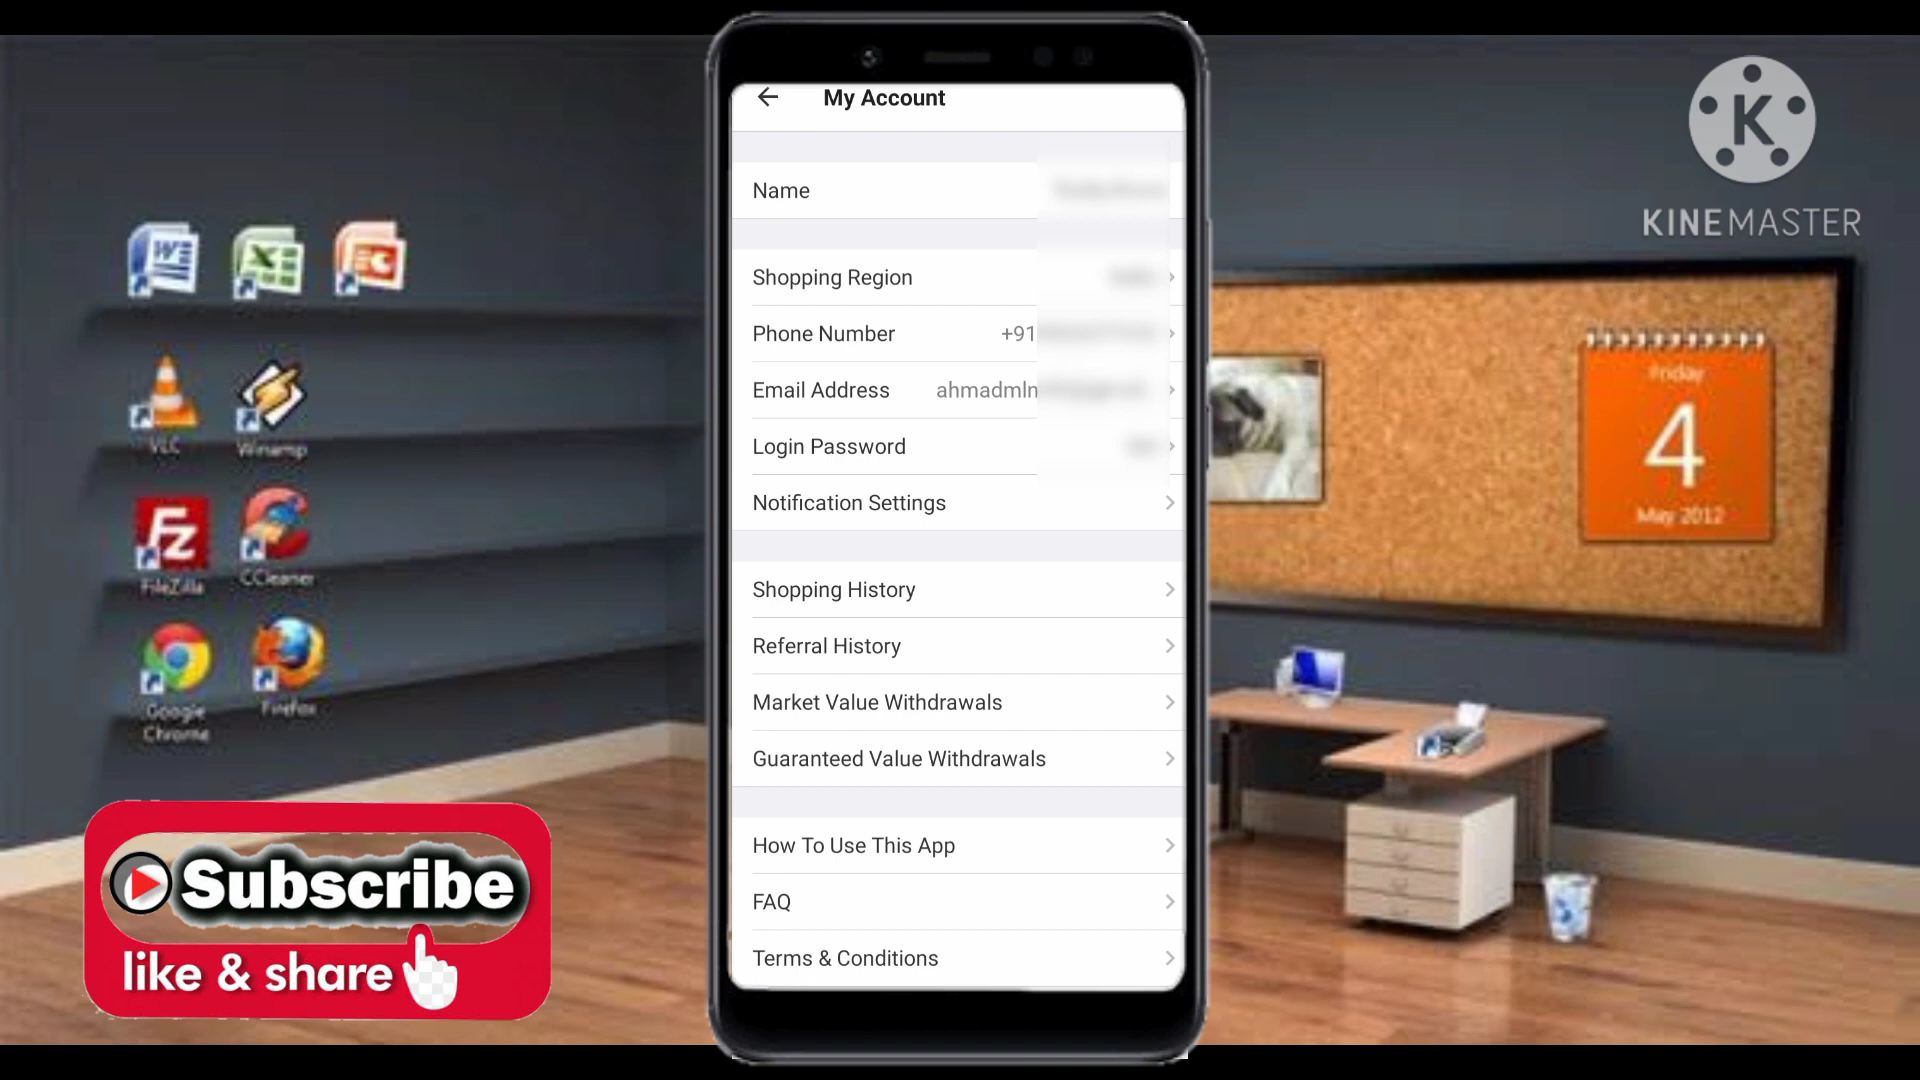 My Account
Name
Shopping Region
Phone Number +91
Email Address ahmadmln
Login Password
Notification Settings
Shopping History
Referral History
Market Value Withdrawals
Guaranteed Value Withdrawals
How To Use This App
FAQ
Terms & Conditions
KINEMASTER
K
W
X
VLC
Winamp
FZ
FileZilla
CCleaner
Google
Chrome
Firefox
Friday
4
May 2012
Subscribe
like & share